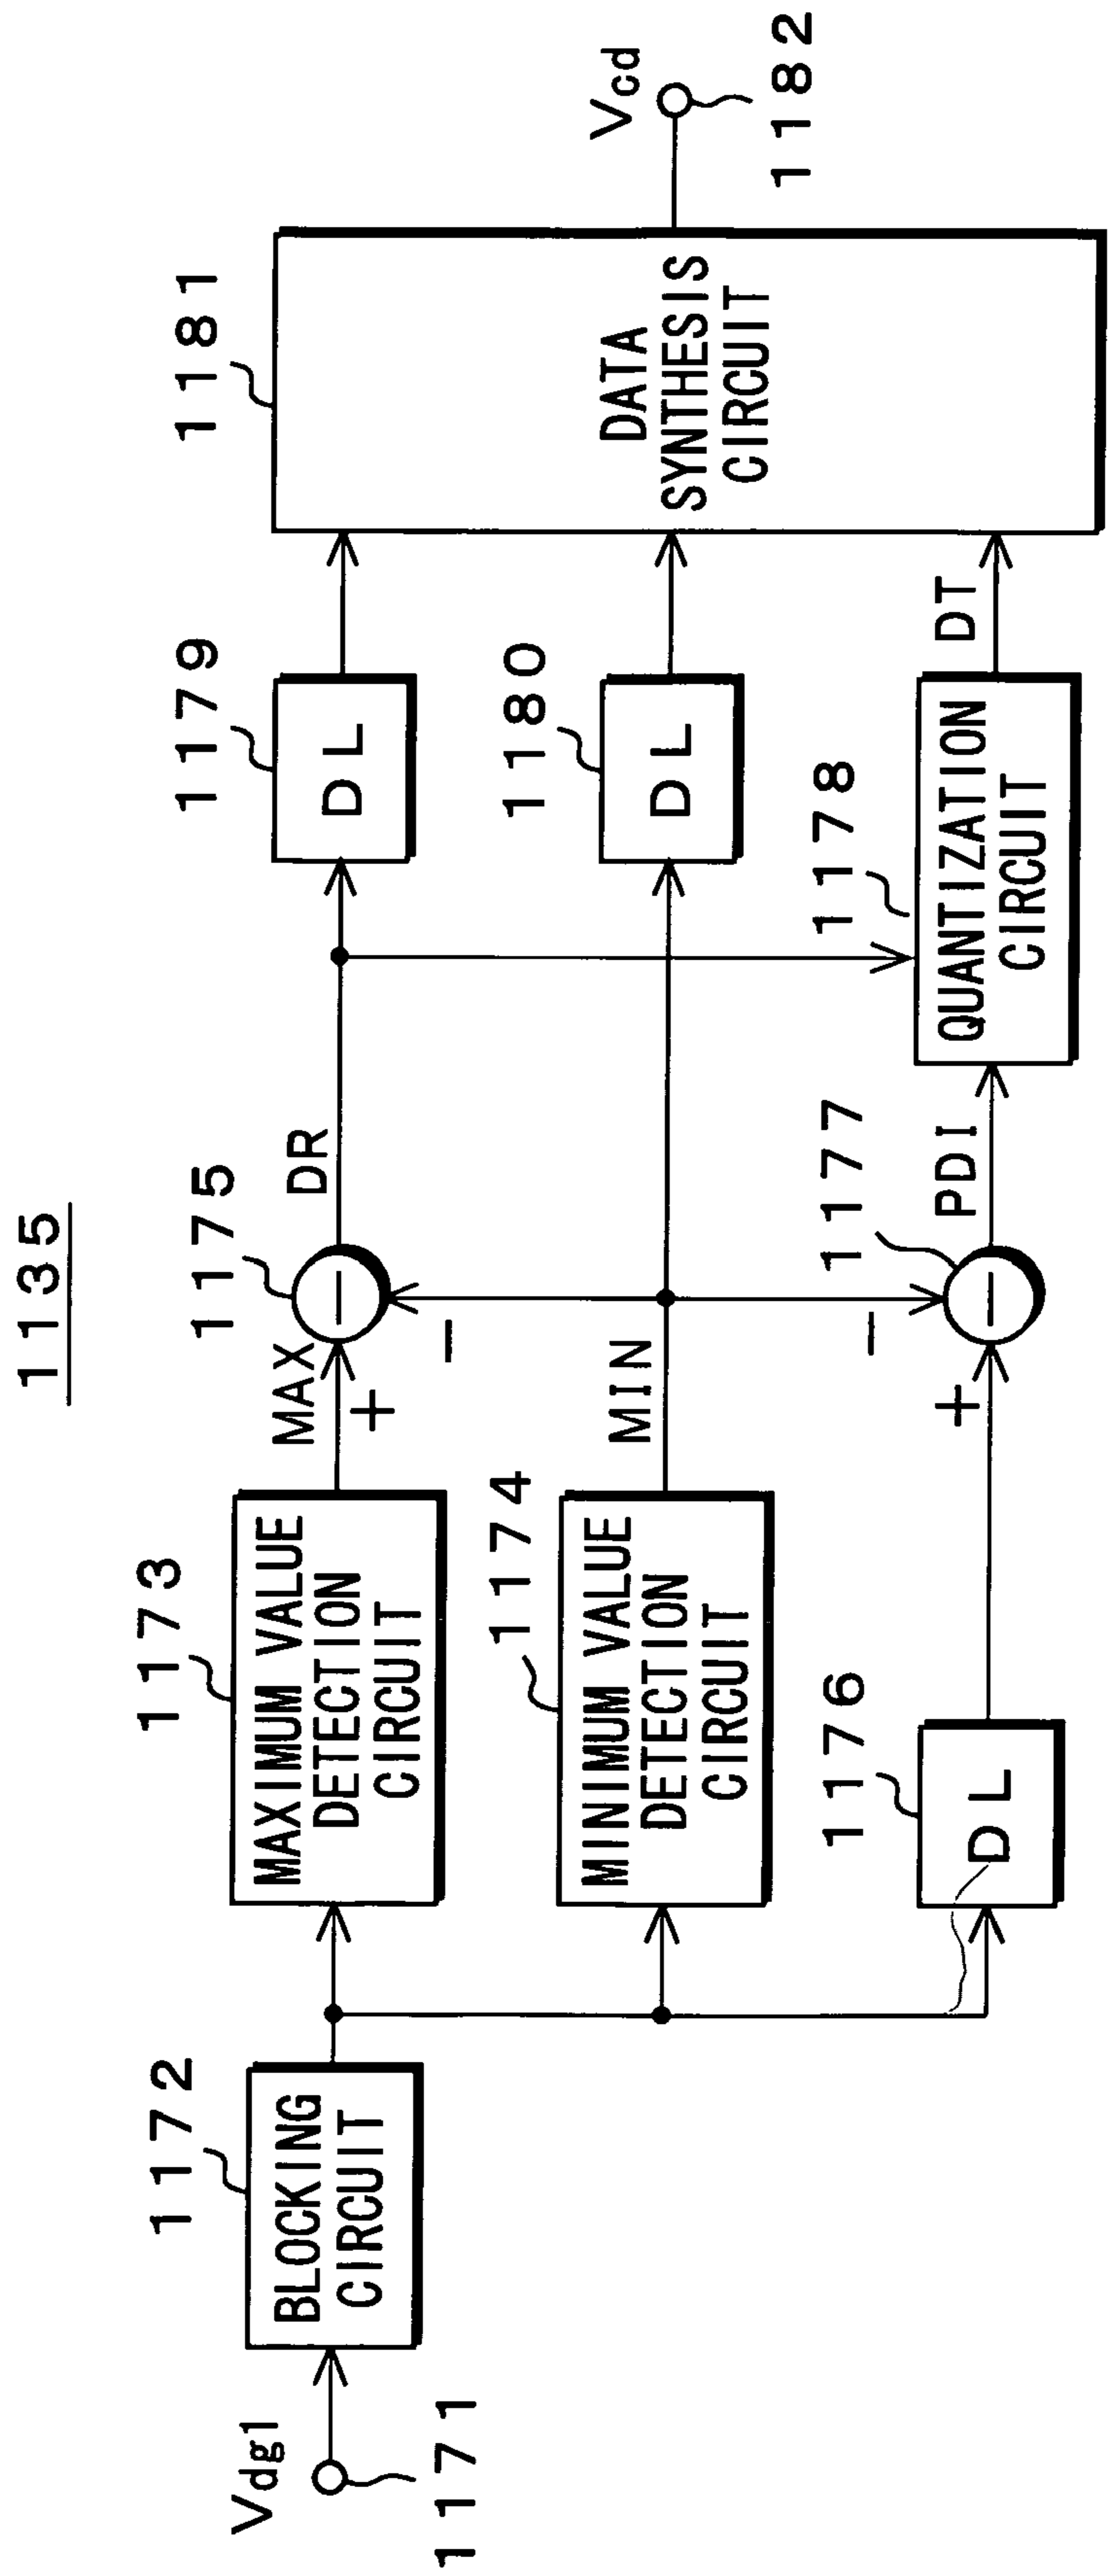 1135
Vdg1
1171
1172
BLOCKING
CIRCUIT
1173
MAXIMUM VALUE
DETECTION
CIRCUIT
MAX
+
-
1175
DR
1179
DL
1174
MINIMUM VALUE
DETECTION
CIRCUIT
MIN
1180
DL
1176
DL
+
-
1177
PDI
1178
QUANTIZATION
CIRCUIT
DT
1181
DATA
SYNTHESIS
CIRCUIT
Vcd
1182